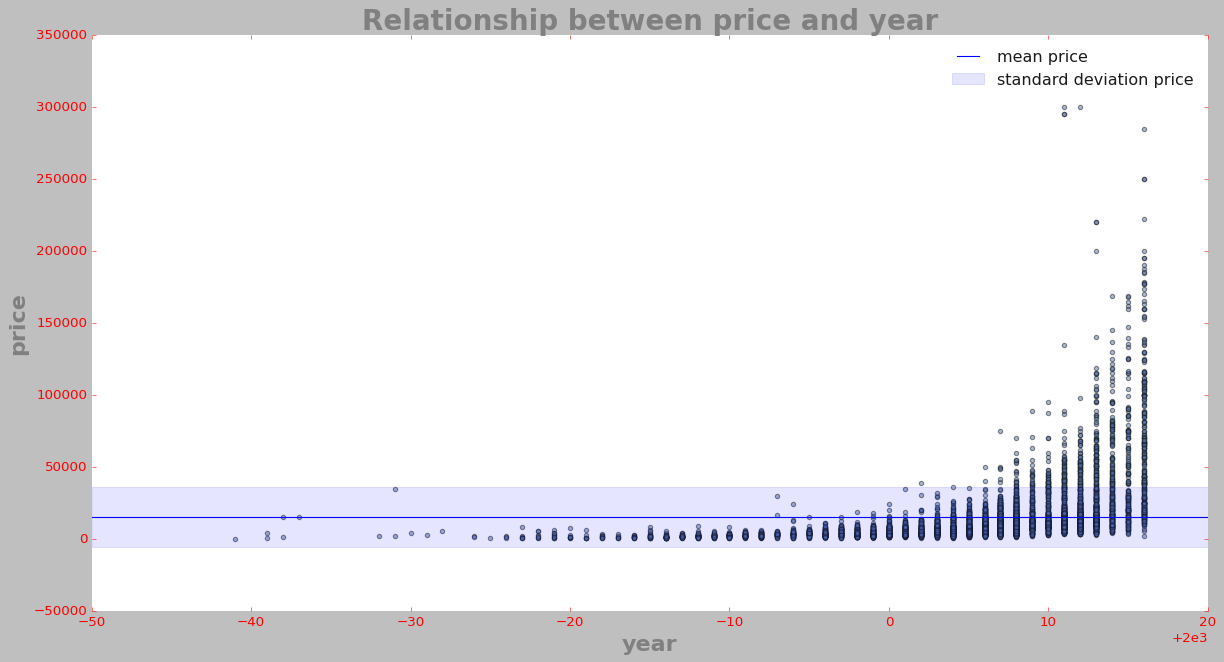 Relationship between price and year
350000
300000
250000
200000
150000
100000
50000
0
−50000
price
mean price
standard deviation price
−50 −40 −30 −20 −10 0 10 20
+2e3
year